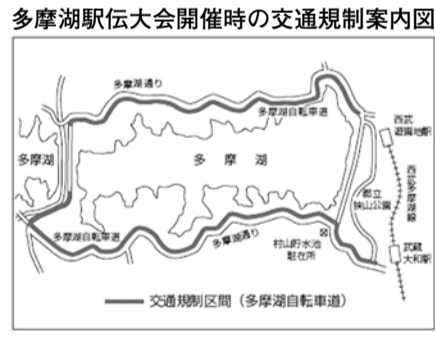 多摩湖駅伝大会開催時の交通規制案内図
多摩湖通り
多摩湖自転車道
西武
遊園地駅
多摩湖
多摩湖
西武多摩湖線
都立
狭山公園
多摩湖自転車道
多摩湖通り
村山貯水池
駐在所
武蔵
大和駅
交通規制区間（多摩湖自転車道）